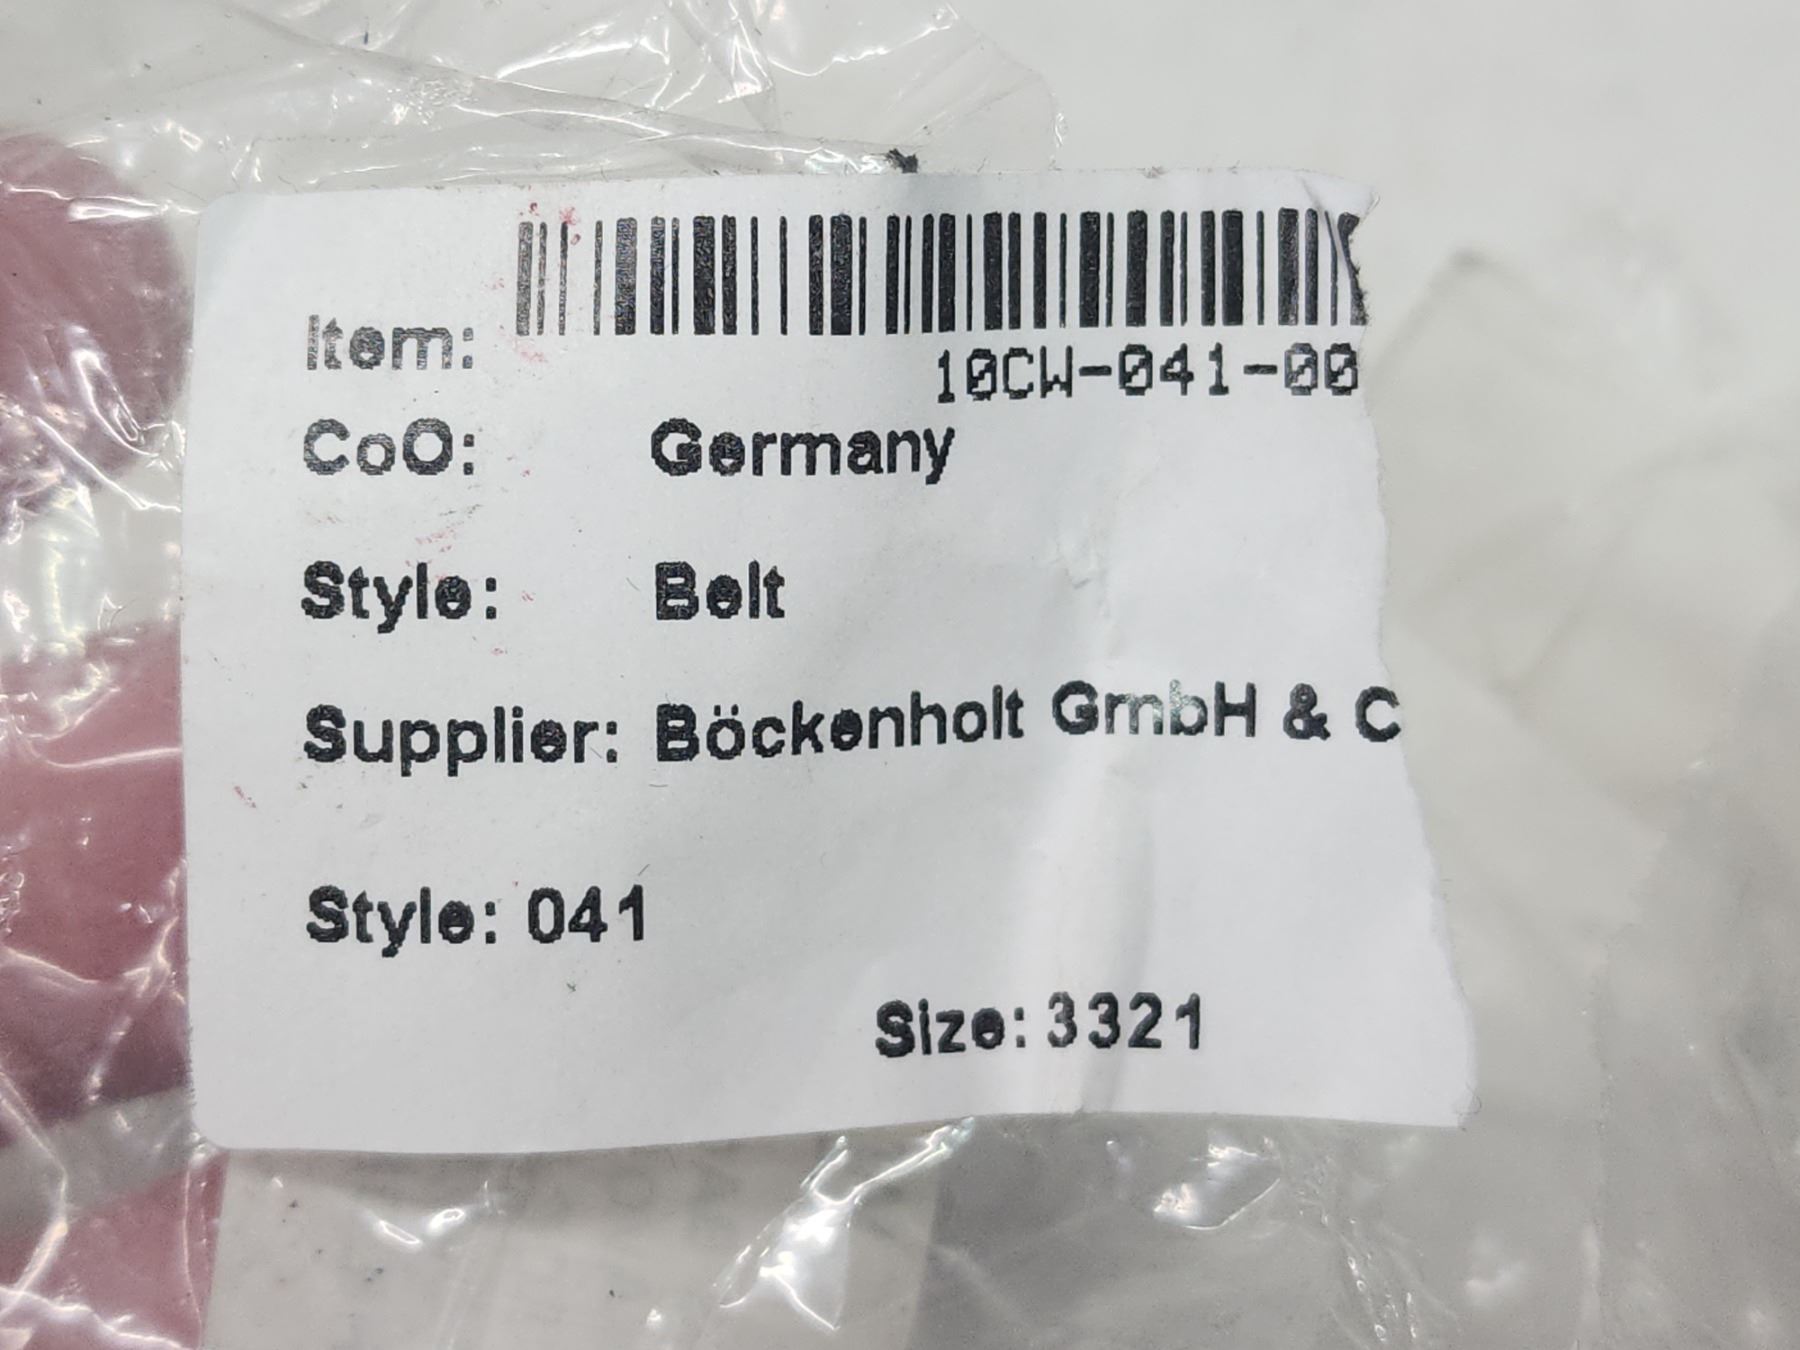 Item:
10CW-041-00
CoO: Germany
Style: Belt
Supplier: Böckenholt GmbH & C
Style: 041
Size: 3321